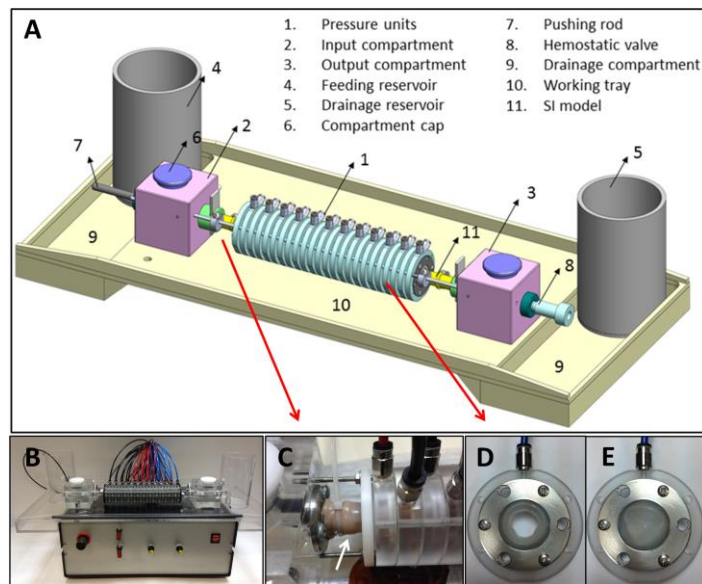 A
1. Pressure units
2. Input compartment
3. Output compartment
4. Feeding reservoir
5. Drainage reservoir
6. Compartment cap
7. Pushing rod
8. Hemostatic valve
9. Drainage compartment
10. Working tray
11. SI model
4
6
2
7
1
5
3
11
9
8
10
9
B
C
D
E